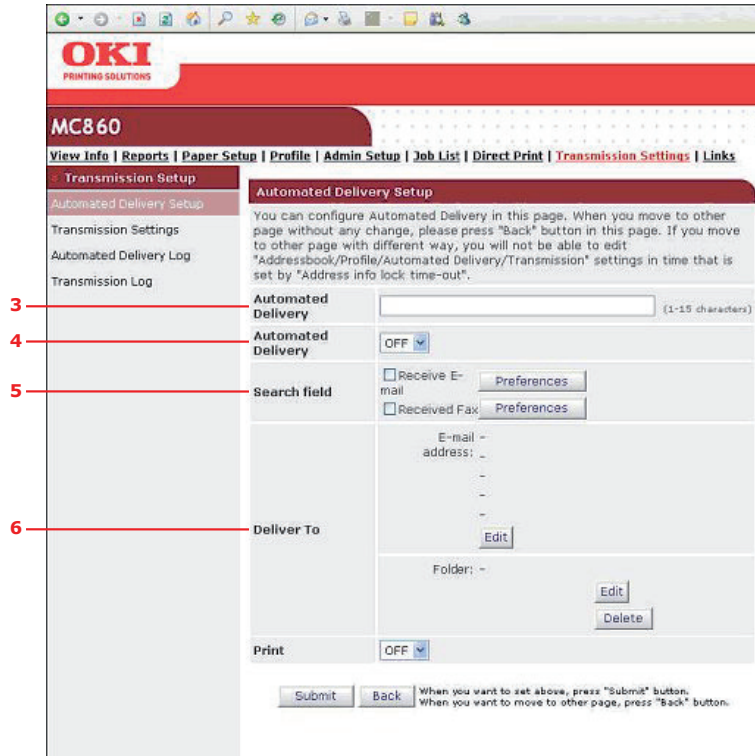 OKI
PRINTING SOLUTIONS
MC860
View Info | Reports | Paper Setup | Profile | Admin Setup | Job List | Direct Print | Transmission Settings | Links
Transmission Setup
Automated Delivery Setup
Transmission Settings
Automated Delivery Log
Transmission Log
Automated Delivery Setup
You can configure Automated Delivery in this page. When you move to other
page without any change, please press "Back" button in this page. If you move
to other page with different way, you will not be able to edit
"Addressbook/Profile/Automated Delivery/Transmission" settings in time that is
set by "Address info lock time-out".
3
Automated
Delivery
(1-15 characters)
4
Automated
Delivery
OFF
5
Search field
Receive E-
mail
Preferences
Received Fax
Preferences
6
Deliver To
E-mail -
address: -
-
-
-
Edit
Folder: -
Edit
Delete
Print
OFF
Submit
Back
When you want to set above, press "Submit" button.
When you want to move to other page, press "Back" button.